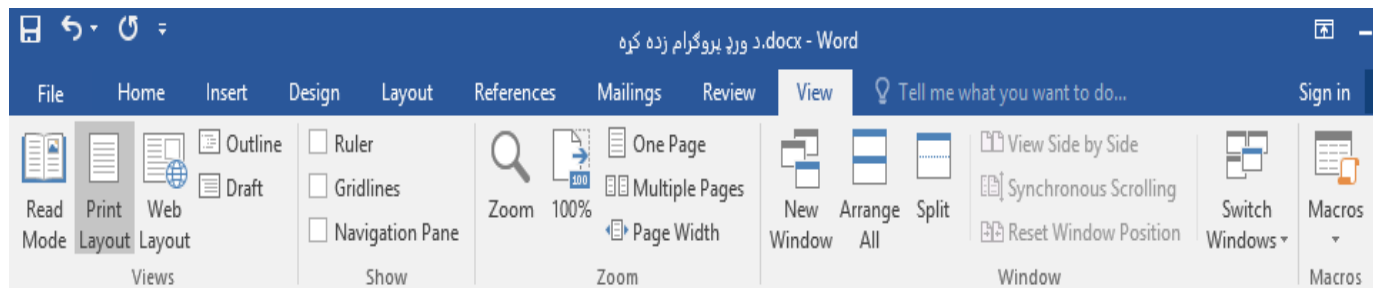 د ورډ پروګرام زده کړه.docx - Word
File Home Insert Design Layout References Mailings Review View Tell me what you want to do... Sign in
Read Mode
Print Layout
Web Layout
Outline
Draft
Views
Ruler
Gridlines
Navigation Pane
Show
Zoom
100
100%
One Page
Multiple Pages
Page Width
Zoom
New Window
Arrange All
Split
View Side by Side
Synchronous Scrolling
Reset Window Position
Switch Windows
Window
Macros
Macros